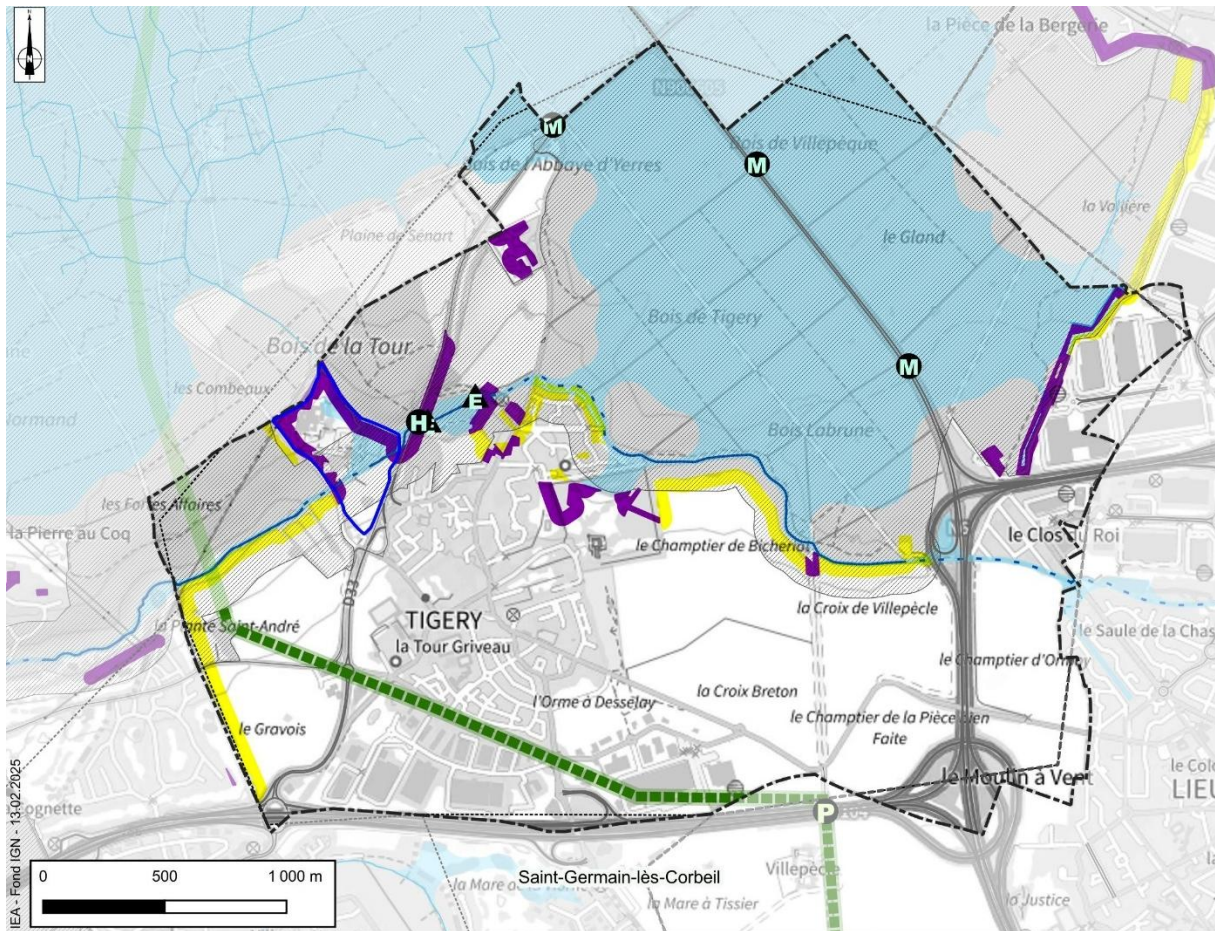 N
la Pièce de la Bergerie
M
Bois de l'Abbaye d'Yerres
Bois de Villepèque
M
la Vallière
Plaine de Sénart
le Gland
Bois de Tigery
Bois de la Tour
les Combeaux
M
E
H
Bois Labrune
les Fortes Affaires
la Pierre au Coq
N6
le Clos du Roi
le Champtier de Bicheriot
D33
TIGERY
la Croix de Villepècle
la Plante Saint-André
la Tour Griveau
le Saule de la Chas
le Champtier d'Ormoy
la Croix Breton
l'Orme à Desselay
le Gravois
le Champtier de la Pièce bien
Faite
le Moulin à Vent
LIEU
P
IEA - Fond IGN - 13-02-2025
0 500 1 000 m
Saint-Germain-lès-Corbeil
Villepècle
la Mare à Tissier
la Justice